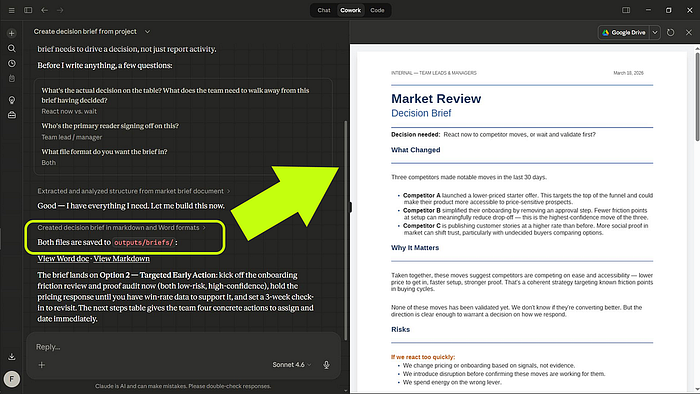 Chat
Cowork
Code
Create decision brief from project
brief needs to drive a decision, not just report activity.
Before I write anything, a few questions:
What's the actual decision on the table? What does the team need to walk away from this
brief having decided?
React now vs. wait
Who's the primary reader signing off on this?
Team lead / manager
What file format do you want the brief in?
Both
Extracted and analyzed structure from market brief document
Good — I have everything I need. Let me build this now.
Created decision brief in markdown and Word formats
Both files are saved to outputs/briefs/ :
View Word doc · View Markdown
The brief lands on Option 2 — Targeted Early Action: kick off the onboarding
friction review and proof audit now (both low-risk, high-confidence), hold the
pricing response until you have win-rate data to support it, and set a 3-week check-
in to revisit. The next steps table gives the team four concrete actions to assign and
date immediately.
Reply...
Sonnet 4.6
F
Claude is AI and can make mistakes. Please double-check responses.
Google Drive
INTERNAL — TEAM LEADS & MANAGERS
March 18, 2026
Market Review
Decision Brief
Decision needed: React to competitor moves, or wait and validate first?
What Changed
Three competitors made notable moves in the last 30 days.
• Competitor A launched a lower-priced starter offer. This targets the top of the funnel and could
make their product more accessible to price-sensitive prospects.
• Competitor B simplified their onboarding by removing an approval step. Fewer friction points
at setup can meaningfully reduce drop-off — this is the highest-confidence move of the three.
• Competitor C is publishing customer stories at a higher rate than before. More social proof in
market can shift trust, particularly with undecided buyers comparing options.
Why It Matters
Taken together, these moves suggest competitors are competing on ease and accessibility — lower
price to get in, faster setup, stronger proof. That's a coherent strategy targeting known friction points
in buying cycles.
None of these moves has been validated yet. We don't know if they're converting better. But the
direction is clear enough to warrant a decision on how we respond.
Risks
If we react too quickly:
• We change pricing or onboarding based on signals, not evidence.
• We introduce disruption before confirming these moves are working for them.
• We spend energy on the wrong lever.